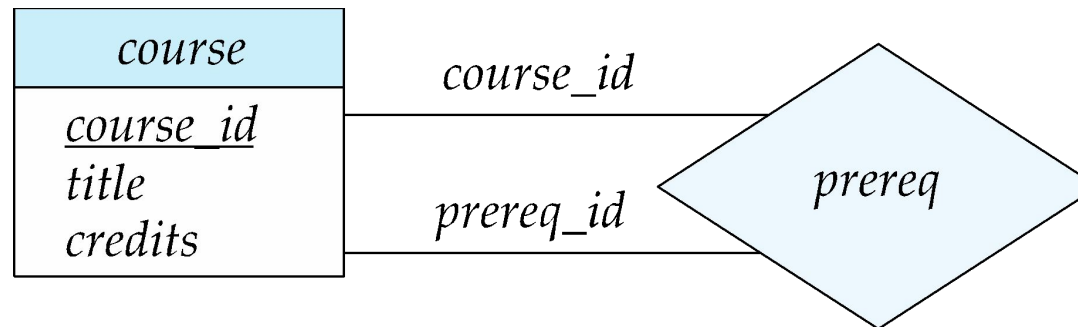 course
course_id
title
credits
course_id
prereq_id
prereq